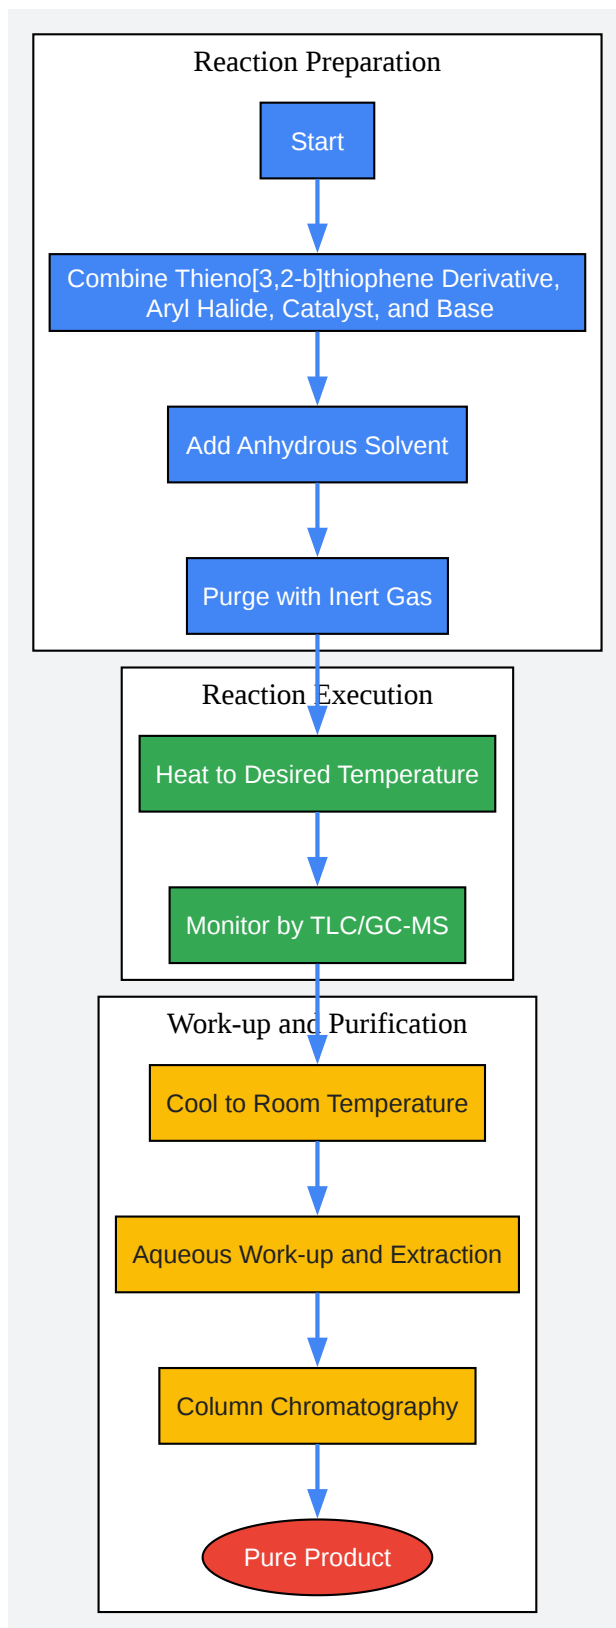 Reaction Preparation
Start
Combine Thieno[3,2-b]thiophene Derivative,
Aryl Halide, Catalyst, and Base
Add Anhydrous Solvent
Purge with Inert Gas
Reaction Execution
Heat to Desired Temperature
Monitor by TLC/GC-MS
Work-up and Purification
Cool to Room Temperature
Aqueous Work-up and Extraction
Column Chromatography
Pure Product